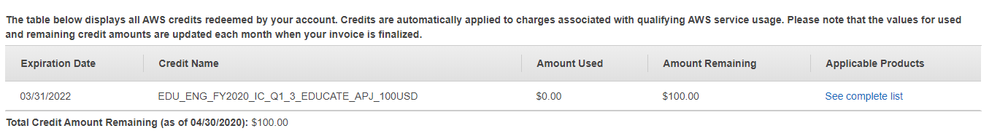 The table below displays all AWS credits redeemed by your account. Credits are automatically applied to charges associated with qualifying AWS service usage. Please note that the values for used
and remaining credit amounts are updated each month when your invoice is finalized.
Expiration Date Credit Name Amount Used Amount Remaining Applicable Products
03/31/2022 EDU_ENG_FY2020_IC_Q1_3_EDUCATE_APJ_100USD $0.00 $100.00 See complete list
Total Credit Amount Remaining (as of 04/30/2020): $100.00